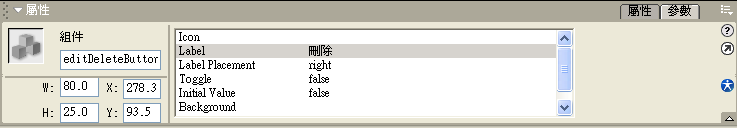 屬性
屬性 參數
組件
editDeleteButtor
W: 80.0 X: 278.3
H: 25.0 Y: 93.5
Icon
Label 刪除
Label Placement right
Toggle false
Initial Value false
Background